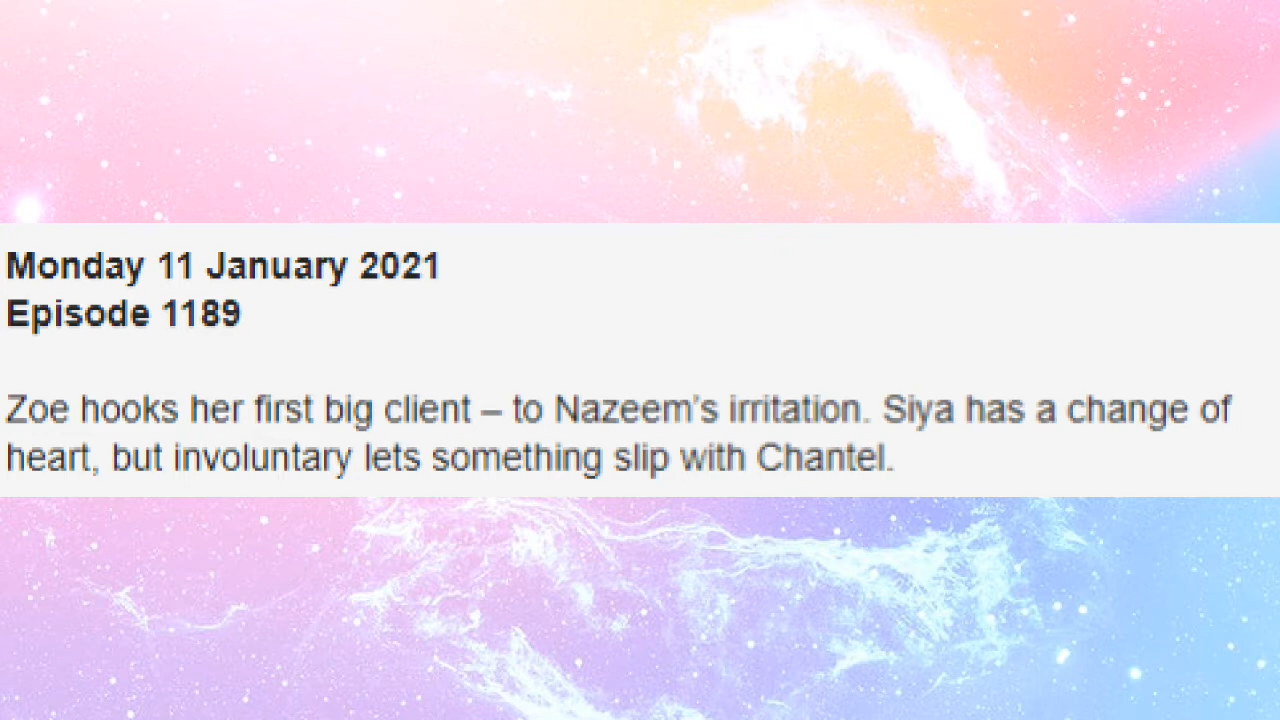 Monday 11 January 2021
Episode 1189
Zoe hooks her first big client – to Nazeem’s irritation. Siya has a change of
heart, but involuntary lets something slip with Chantel.